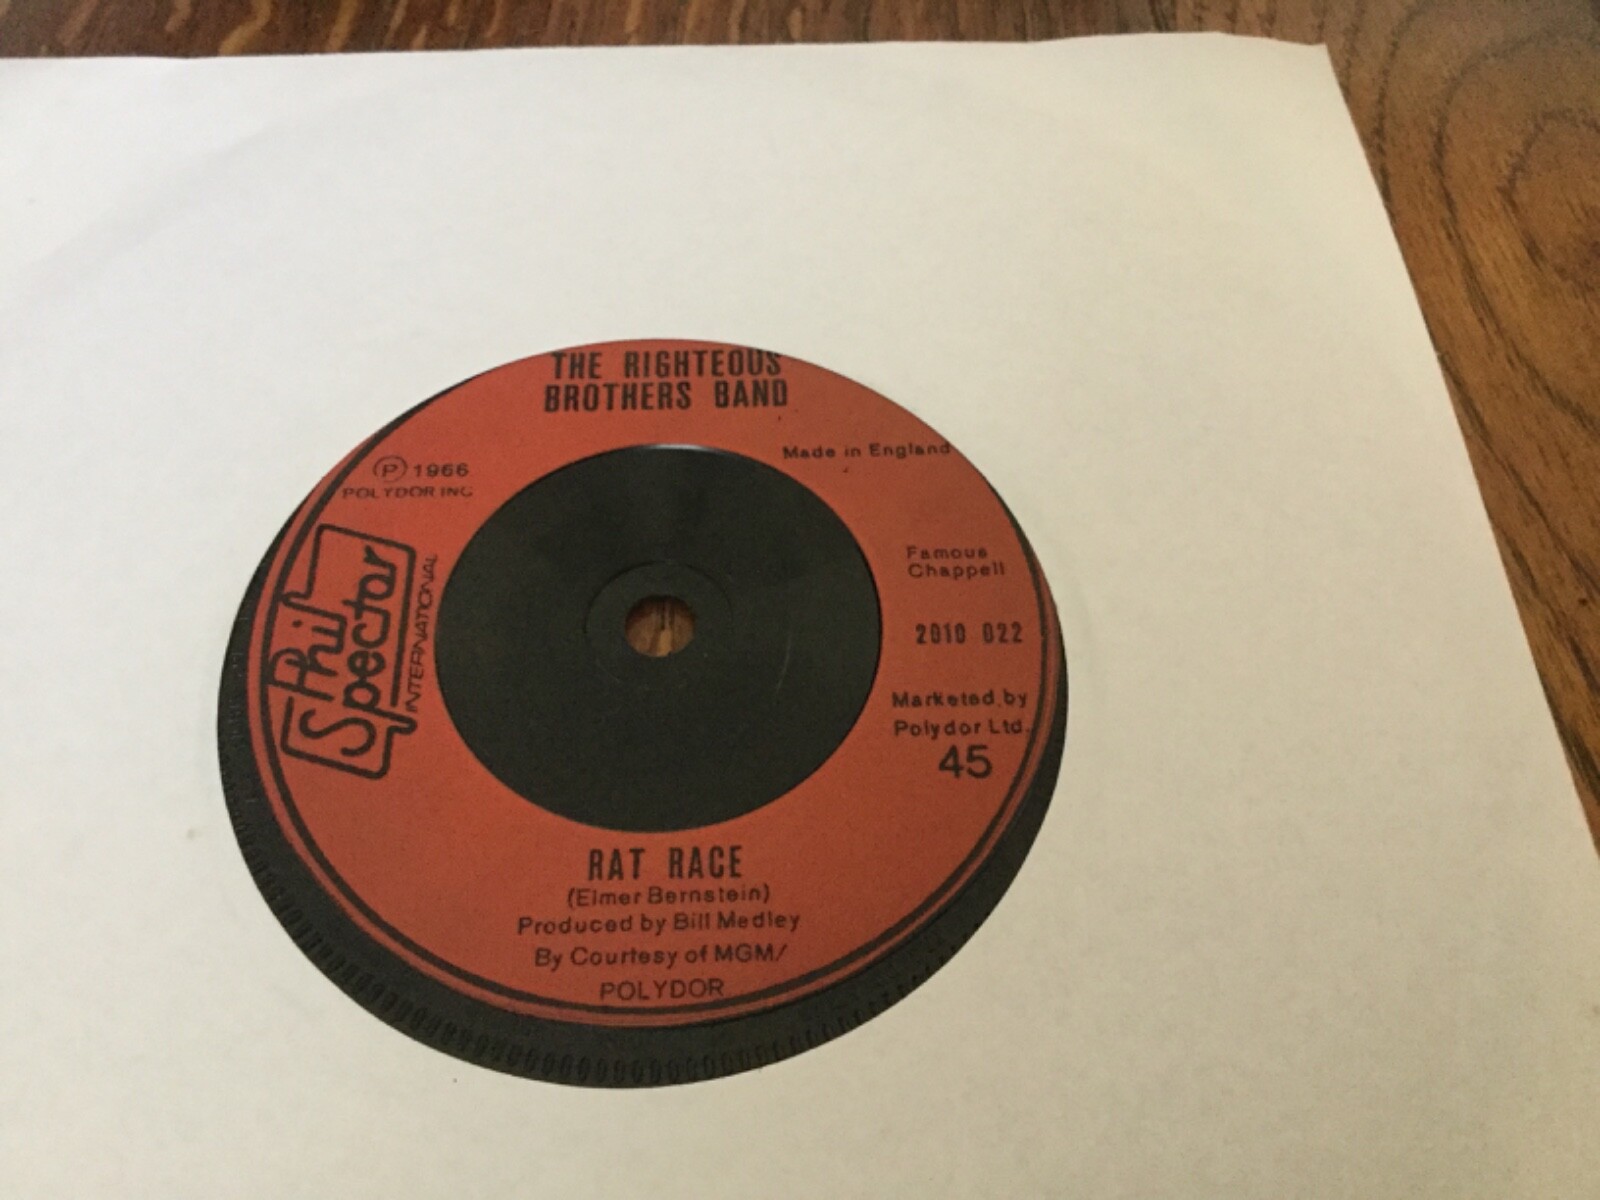 THE RIGHTEOUS
BROTHERS BAND
Made in England
Ⓟ 1966
POLYDOR INC
Phil
Spector
INTERNATIONAL
Famous
Chappell
2010 022
Marketed by
Polydor Ltd.
45
RAT RACE
(Elmer Bernstein)
Produced by Bill Medley
By Courtesy of MGM/
POLYDOR